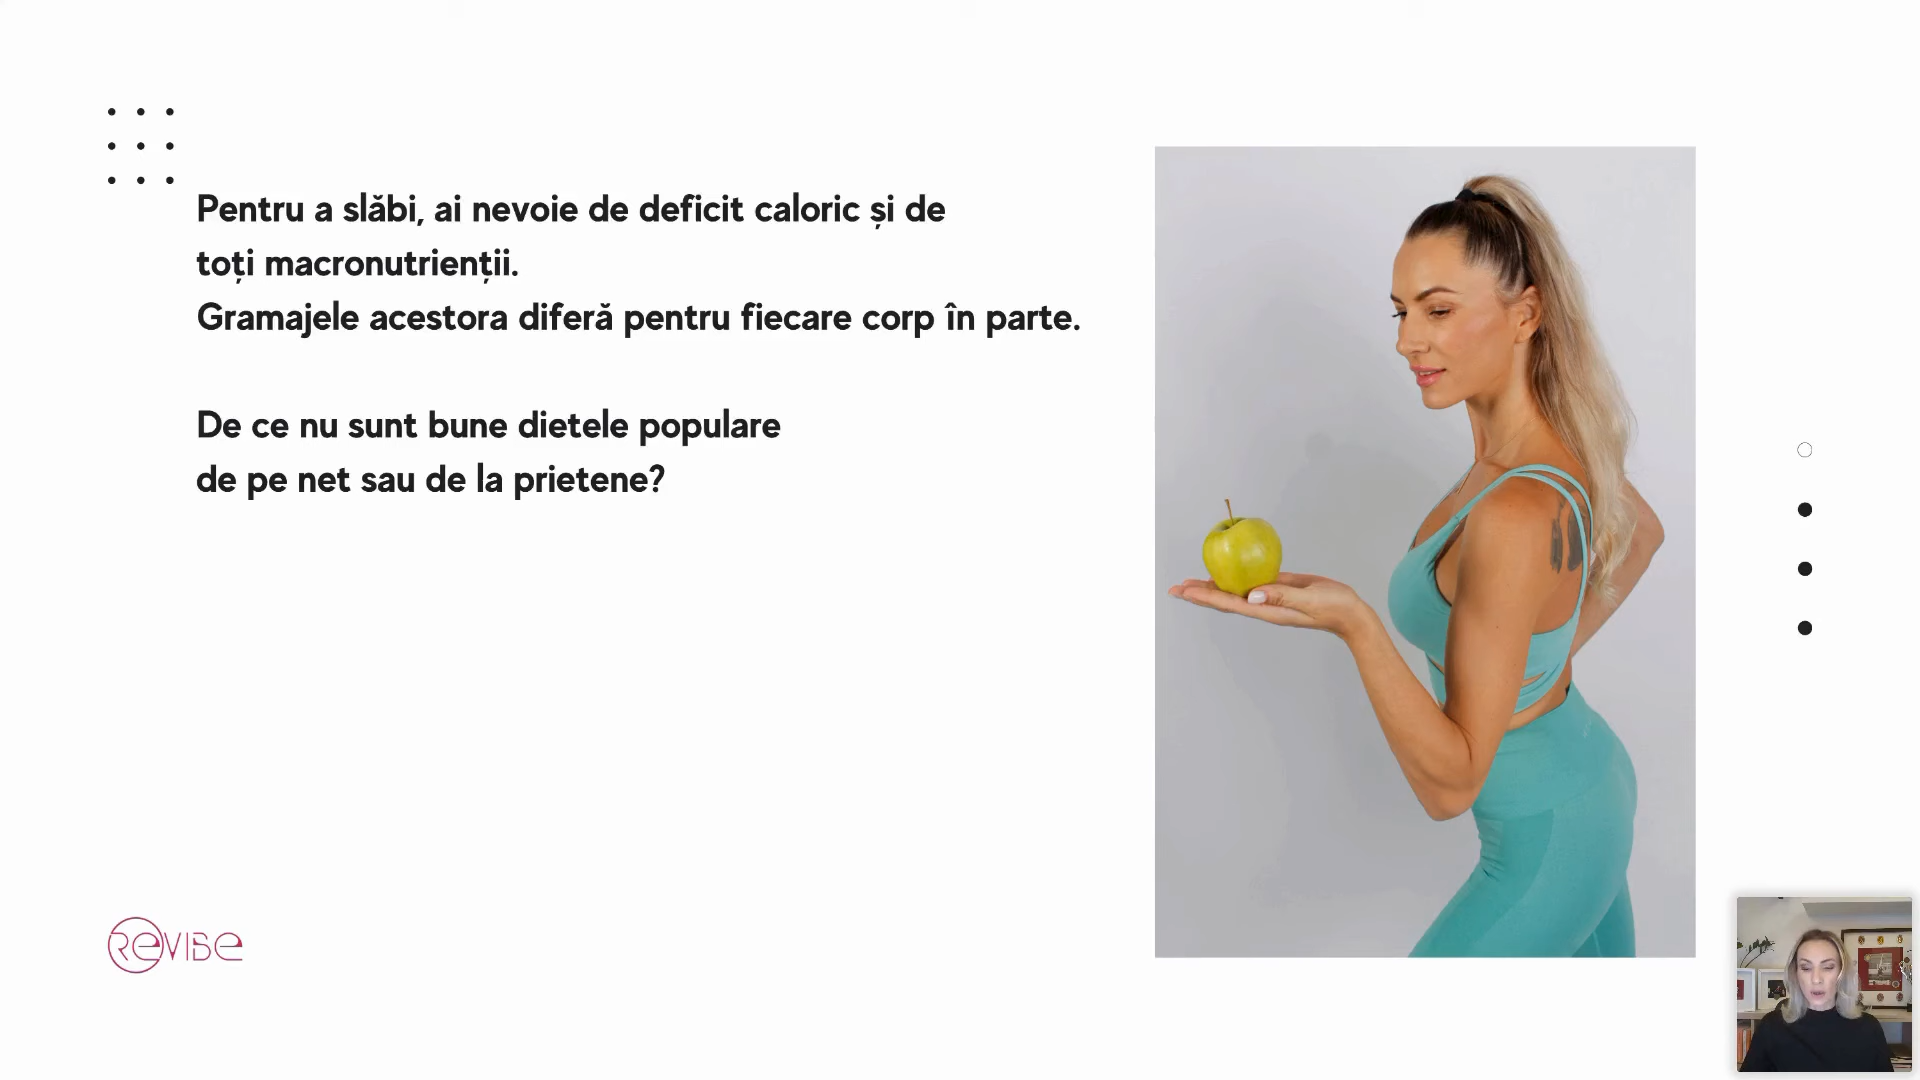 Pentru a slăbi, ai nevoie de deficit caloric și de
toți macronutrienții.
Gramajele acestora diferă pentru fiecare corp în parte.
De ce nu sunt bune dietele populare
de pe net sau de la prietene?
REVIBE